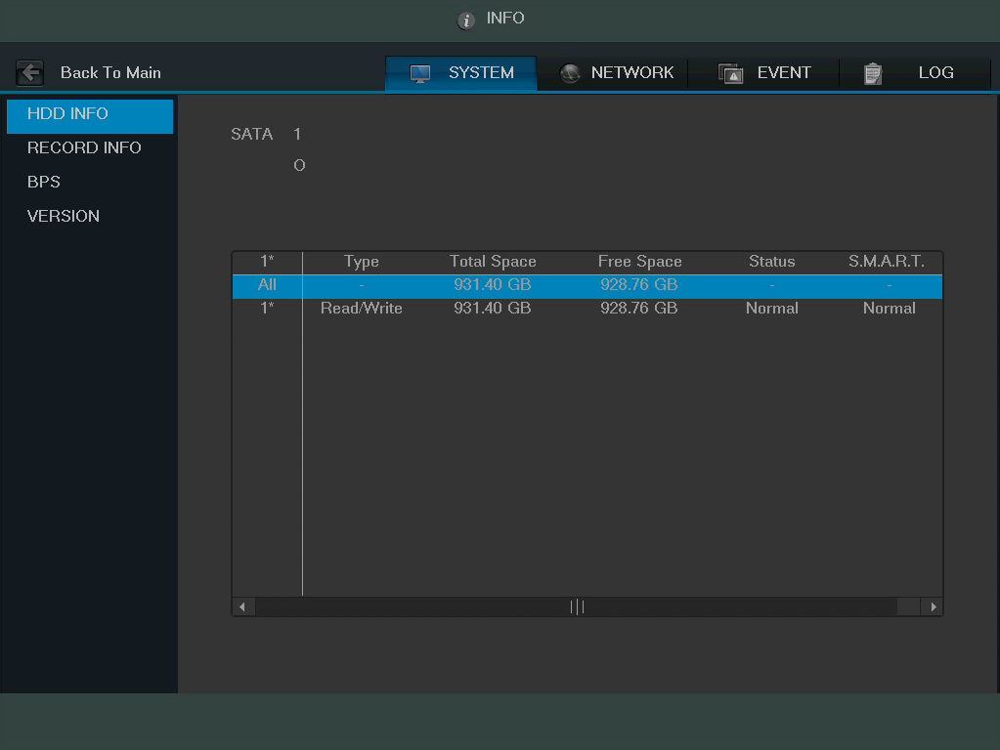 INFO
Back To Main SYSTEM NETWORK EVENT LOG
HDD INFO
RECORD INFO
BPS
VERSION
SATA 1
O
1* Type Total Space Free Space Status S.M.A.R.T.
All - 931.40 GB 928.76 GB - -
1* Read/Write 931.40 GB 928.76 GB Normal Normal